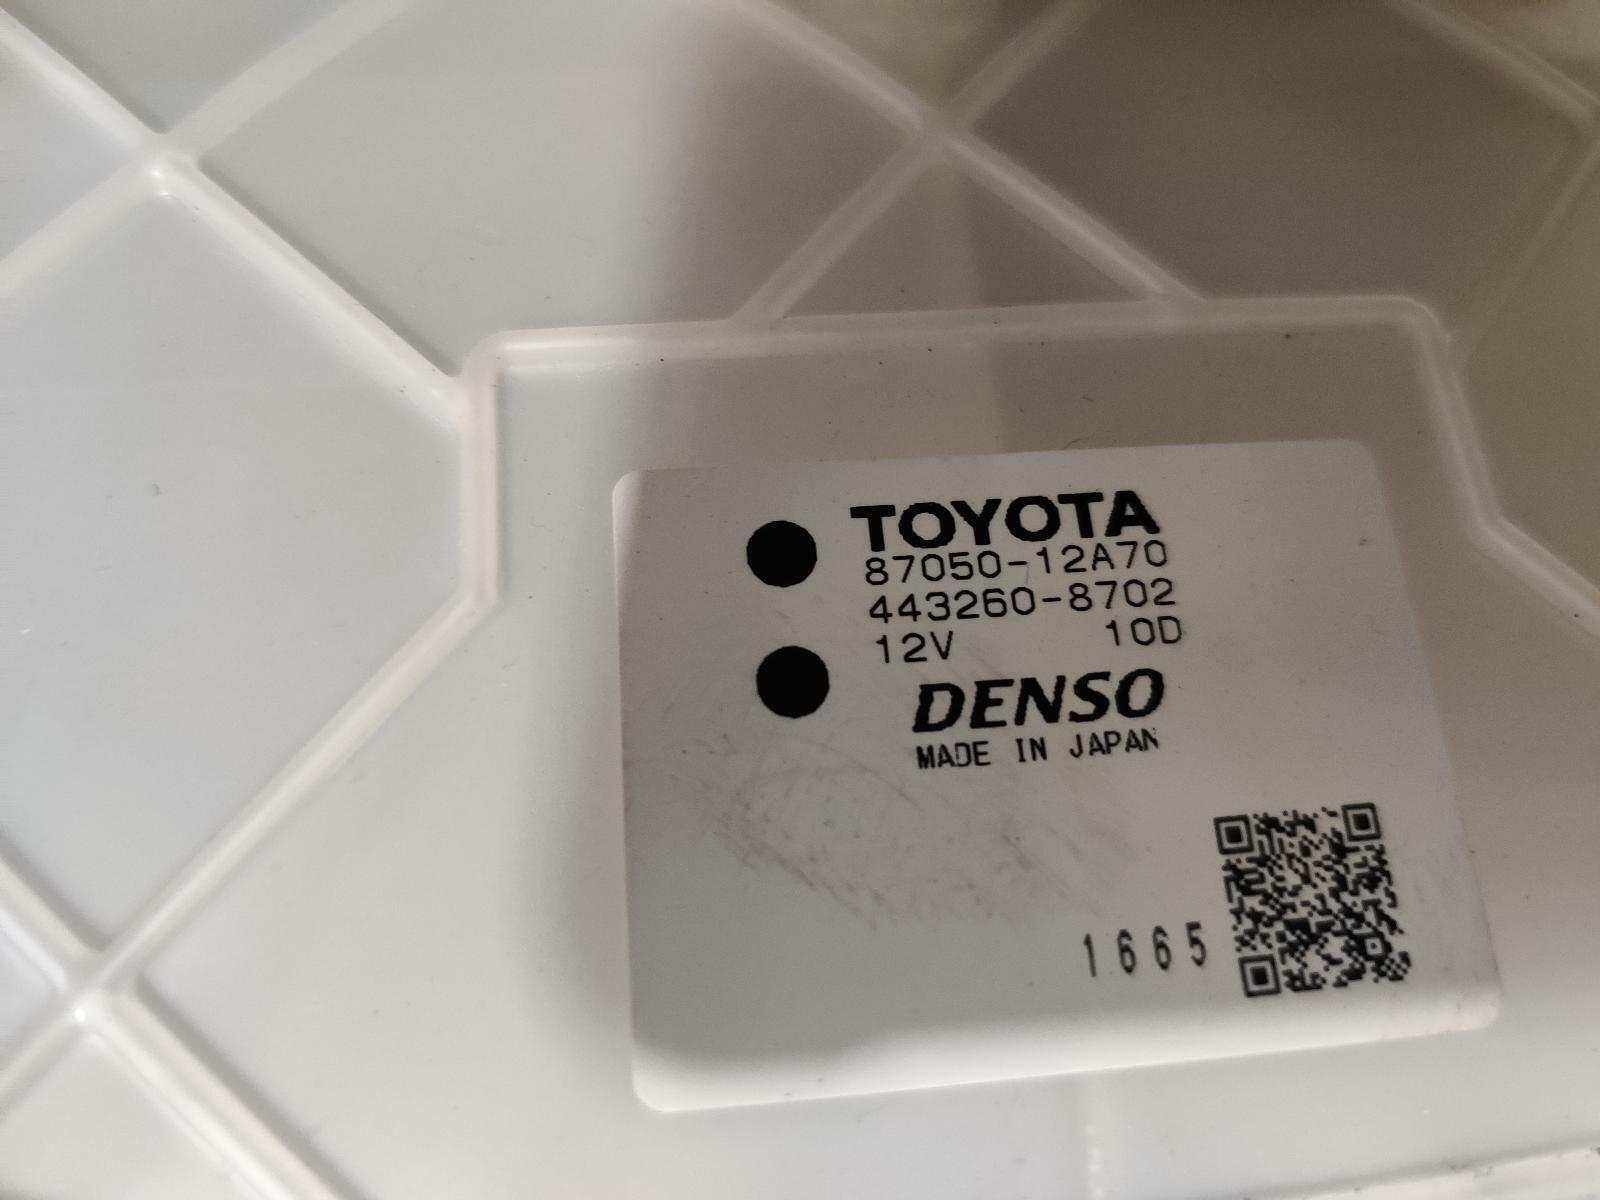 TOYOTA
87050-12A70
443260-8702
12V 10D
DENSO
MADE IN JAPAN
1665